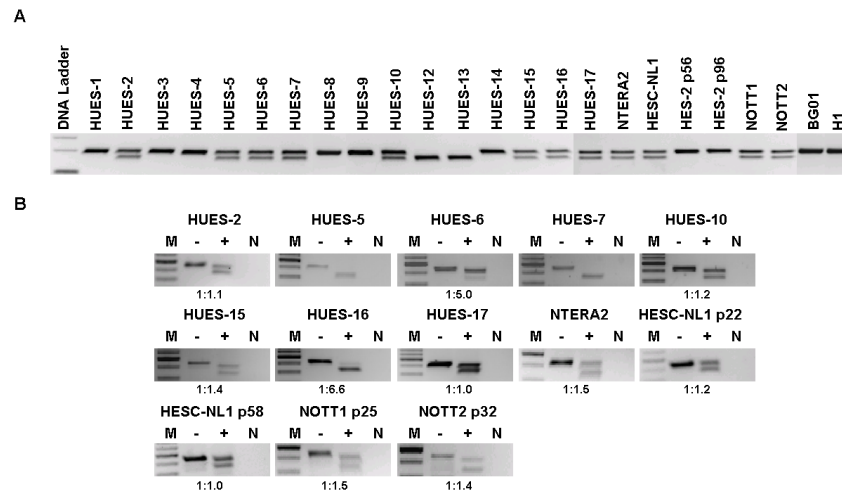 A
DNA Ladder HUES-1 HUES-2 HUES-3 HUES-4 HUES-5 HUES-6 HUES-7 HUES-8 HUES-9 HUES-10 HUES-12 HUES-13 HUES-14 HUES-15 HUES-16 HUES-17 NTERA2 HESC-NL1 HES-2 p56 HES-2 p96 NOTT1 NOTT2 BG01 H1
B
HUES-2 HUES-5 HUES-6 HUES-7 HUES-10
M - + N M - + N M - + N M - + N M - + N
1:1.1 1:5.0 1:1.2
HUES-15 HUES-16 HUES-17 NTERA2 HESC-NL1 p22
M - + N M - + N M - + N M - + N M - + N
1:1.4 1:6.6 1:1.0 1:1.5 1:1.2
HESC-NL1 p58 NOTT1 p25 NOTT2 p32
M - + N M - + N M - + N
1:1.0 1:1.5 1:1.4